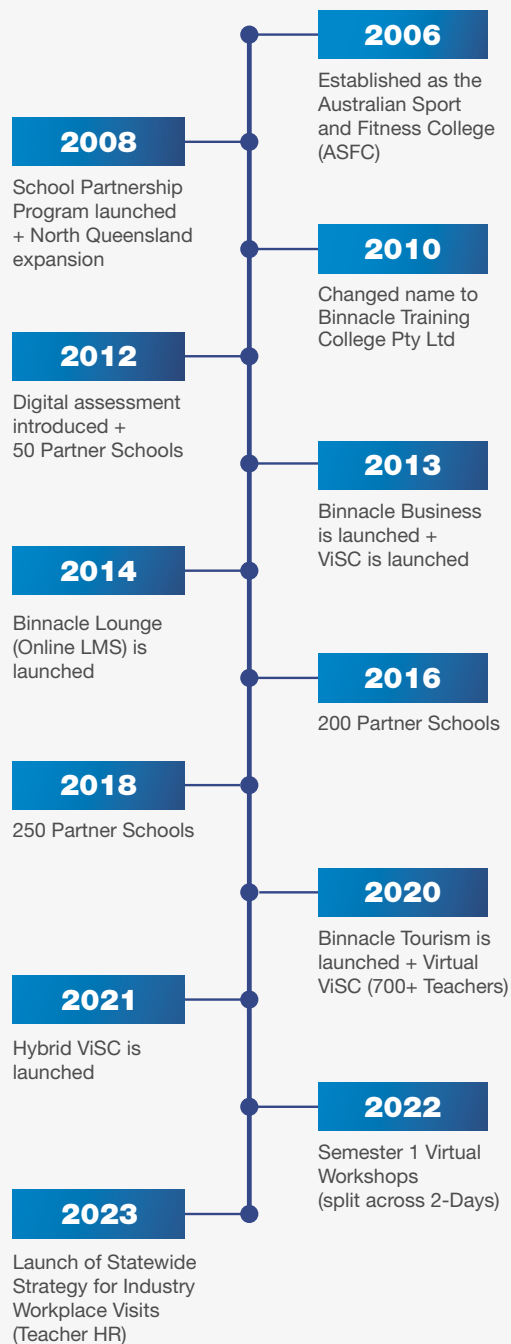 2006
Established as the
Australian Sport
and Fitness College
(ASFC)
2008
School Partnership
Program launched
+ North Queensland
expansion
2010
Changed name to
Binnacle Training
College Pty Ltd
2012
Digital assessment
introduced +
50 Partner Schools
2013
Binnacle Business
is launched +
ViSC is launched
2014
Binnacle Lounge
(Online LMS) is
launched
2016
200 Partner Schools
2018
250 Partner Schools
2020
Binnacle Tourism is
launched + Virtual
ViSC (700+ Teachers)
2021
Hybrid ViSC is
launched
2022
Semester 1 Virtual
Workshops
(split across 2-Days)
2023
Launch of Statewide
Strategy for Industry
Workplace Visits
(Teacher HR)